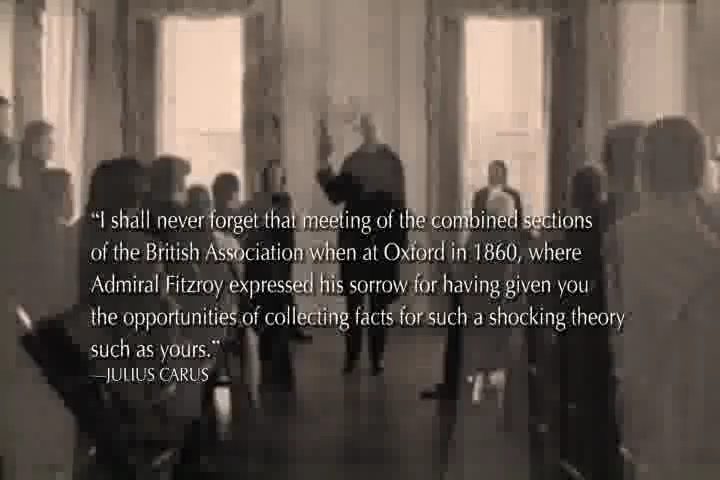 “I shall never forget that meeting of the combined sections
of the British Association when at Oxford in 1860, where
Admiral Fitzroy expressed his sorrow for having given you
the opportunities of collecting facts for such a shocking theory
such as yours.”
—JULIUS CARUS